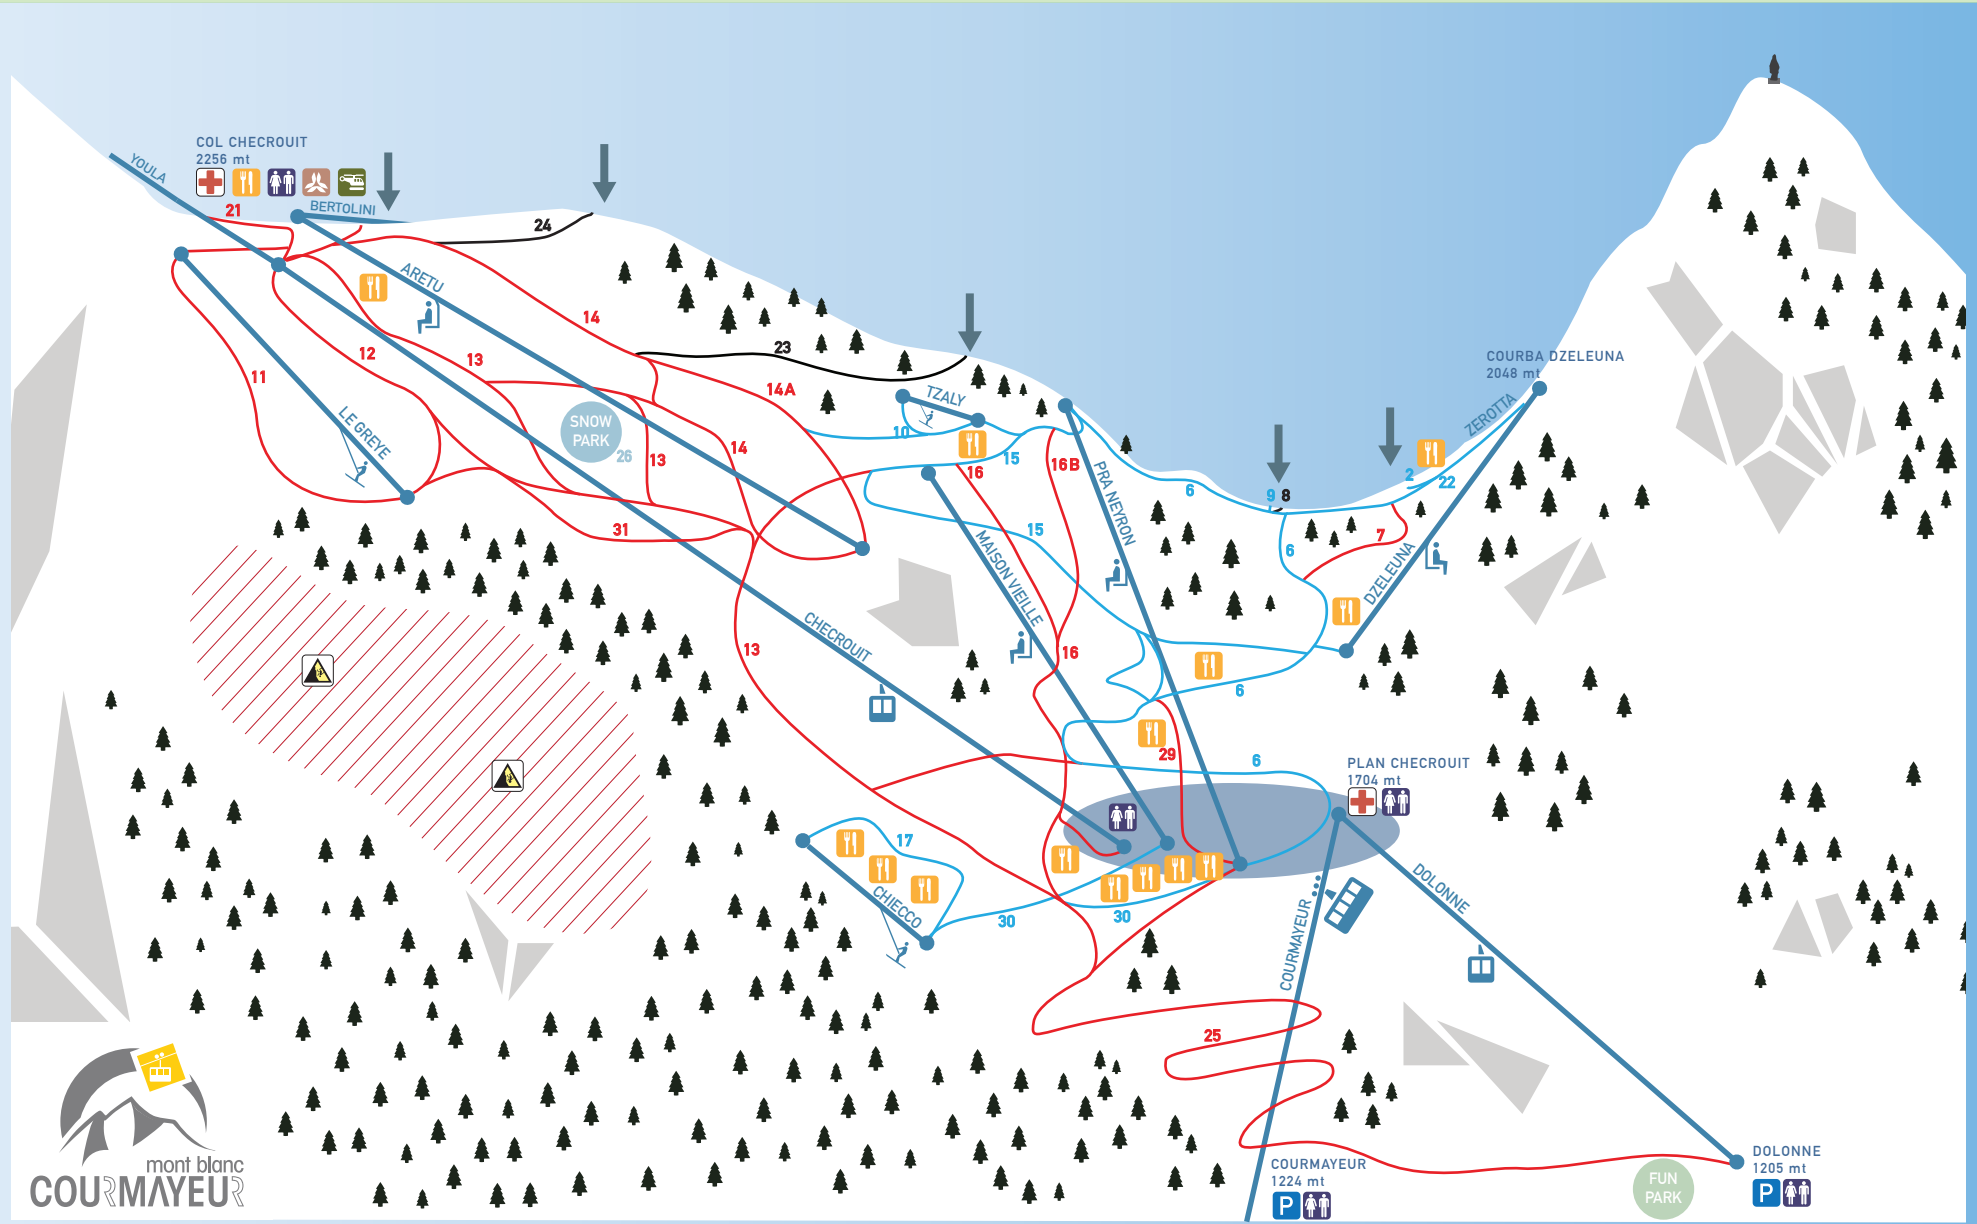 COL CHECROUIT
2256 mt
YOULA
21
BERTOLINI
24
ARETU
14
12
13
11
23
14A
LE GREYE
SNOW
PARK
26
13
14
31
TZALY
10
15
16
16B
15
PRA NEYRON
MAISON VIEILLE
6
9
8
6
2
22
7
ZEROTTA
COURBA DZELEUNA
2048 mt
DZELEUNA
CHECROUIT
13
16
6
29
6
PLAN CHECROUIT
1704 mt
17
CHIECCO
30
30
COURMAYEUR
DOLONNE
25
COURMAYEUR
1224 mt
P
FUN
PARK
DOLONNE
1205 mt
P
mont blanc
COURMAYEUR